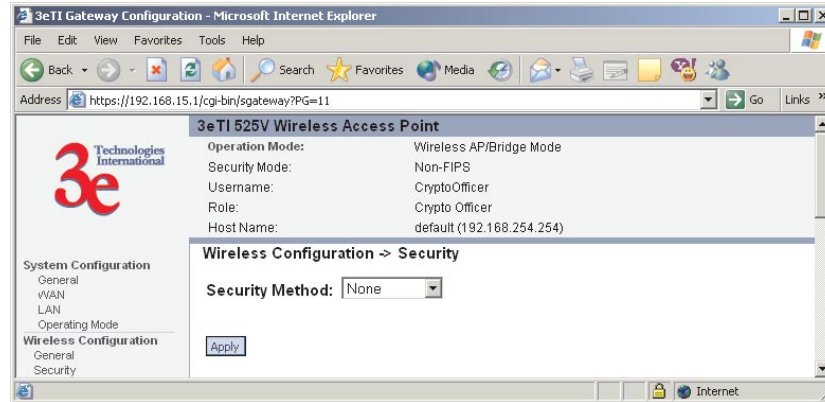 3eTI Gateway Configuration - Microsoft Internet Explorer
File Edit View Favorites Tools Help
Back Search Favorites Media
Address https://192.168.15.1/cgi-bin/sgateway?PG=11 Go Links »
3e Technologies International
3eTI 525V Wireless Access Point
Operation Mode: Wireless AP/Bridge Mode
Security Mode: Non-FIPS
Username: CryptoOfficer
Role: Crypto Officer
Host Name: default (192.168.254.254)
System Configuration
General
WAN
LAN
Operating Mode
Wireless Configuration
General
Security
Wireless Configuration -> Security
Security Method: None
Apply
Internet